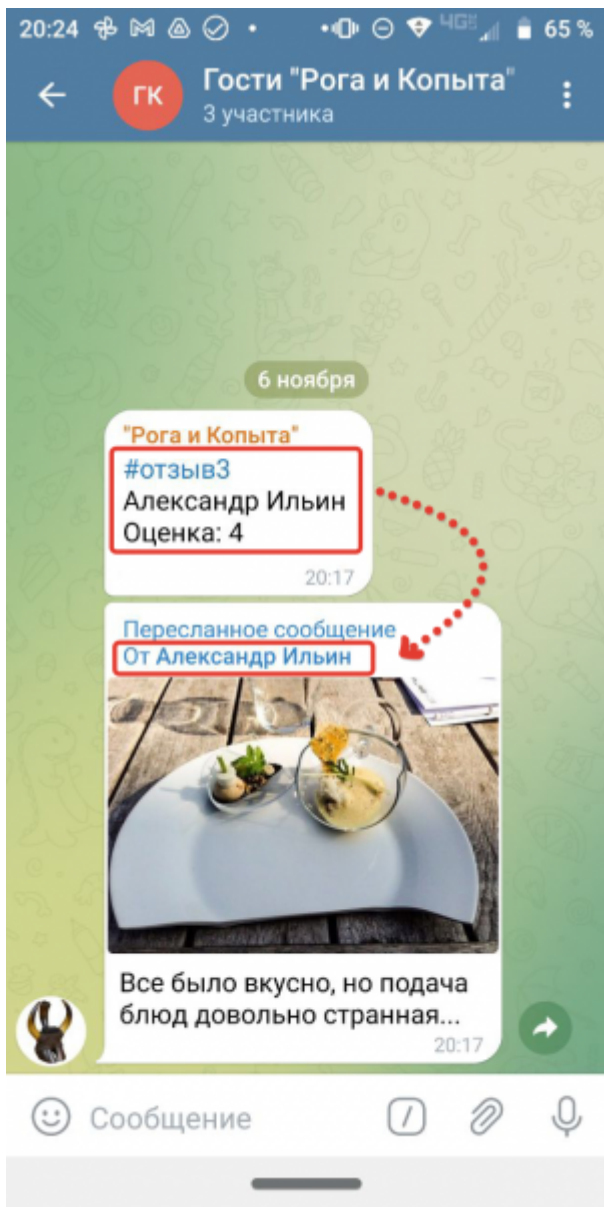 20:24
4G
65 %
ГК
Гости "Рога и Копыта"
3 участника
6 ноября
"Рога и Копыта"
#отзыв3
Александр Ильин
Оценка: 4
20:17
Пересланное сообщение
От Александр Ильин
Все было вкусно, но подача
блюд довольно странная...
20:17
Сообщение